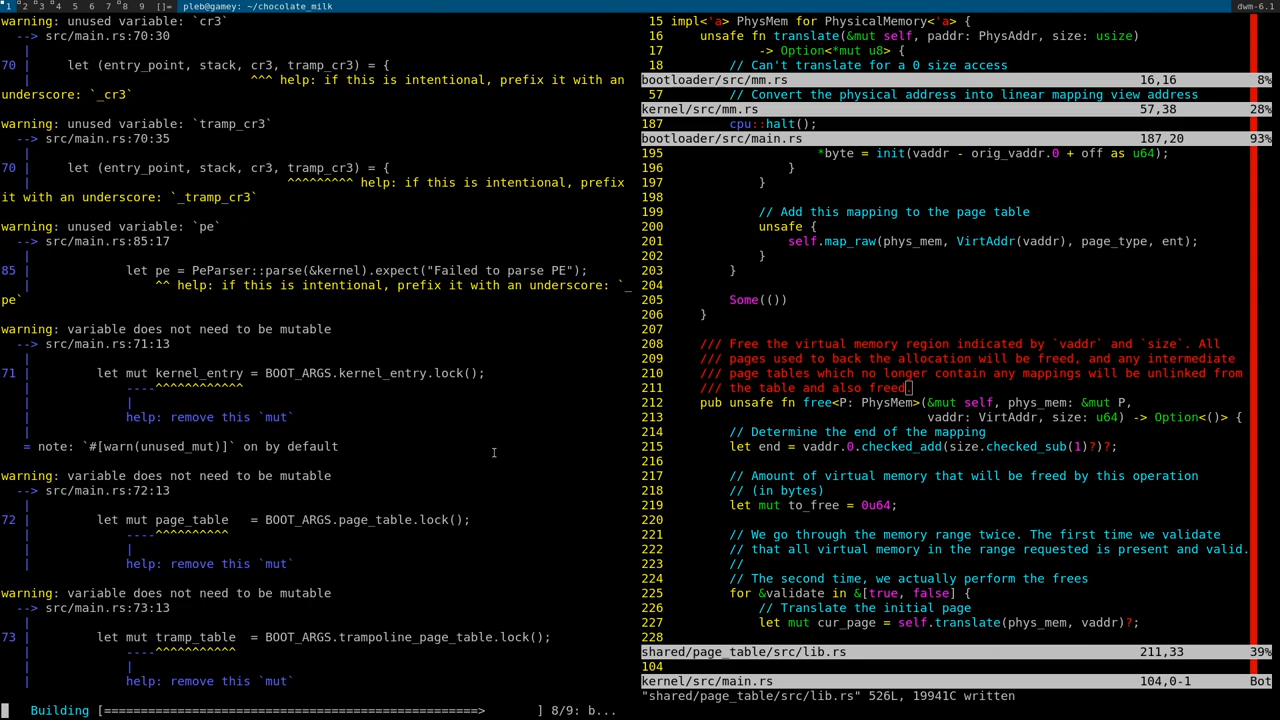 1 2 3 4 5 6 7 8 9 []= pleb@gamey: ~/chocolate_milk dwm-6.1
warning: unused variable: `cr3`
--> src/main.rs:70:30
|
70 | let (entry_point, stack, cr3, tramp_cr3) = {
| ^^^ help: if this is intentional, prefix it with an
underscore: `_cr3`
warning: unused variable: `tramp_cr3`
--> src/main.rs:70:35
|
70 | let (entry_point, stack, cr3, tramp_cr3) = {
| ^^^^^^^^^ help: if this is intentional, prefix
it with an underscore: `_tramp_cr3`
warning: unused variable: `pe`
--> src/main.rs:85:17
|
85 | let pe = PeParser::parse(&kernel).expect("Failed to parse PE");
| ^^ help: if this is intentional, prefix it with an underscore: `_
pe`
warning: variable does not need to be mutable
--> src/main.rs:71:13
|
71 | let mut kernel_entry = BOOT_ARGS.kernel_entry.lock();
| ----^^^^^^^^^^^^
| |
| help: remove this `mut`
|
= note: `#[warn(unused_mut)]` on by default
warning: variable does not need to be mutable
--> src/main.rs:72:13
|
72 | let mut page_table   = BOOT_ARGS.page_table.lock();
| ----^^^^^^^^^^
| |
| help: remove this `mut`
warning: variable does not need to be mutable
--> src/main.rs:73:13
|
73 | let mut tramp_table  = BOOT_ARGS.trampoline_page_table.lock();
| ----^^^^^^^^^^^
| |
| help: remove this `mut`
Building [====================================================> ] 8/9: b...
15 impl<'a> PhysMem for PhysicalMemory<'a> {
16 unsafe fn translate(&mut self, paddr: PhysAddr, size: usize)
17 -> Option<*mut u8> {
18 // Can't translate for a 0 size access
bootloader/src/mm.rs 16,16 8%
57 // Convert the physical address into linear mapping view address
kernel/src/mm.rs 57,38 28%
187 cpu::halt();
bootloader/src/main.rs 187,20 93%
195 *byte = init(vaddr - orig_vaddr.0 + off as u64);
196 }
197 }
198
199 // Add this mapping to the page table
200 unsafe {
201 self.map_raw(phys_mem, VirtAddr(vaddr), page_type, ent);
202 }
203 }
204
205 Some(())
206 }
207
208 /// Free the virtual memory region indicated by `vaddr` and `size`. All
209 /// pages used to back the allocation will be freed, and any intermediate
210 /// page tables which no longer contain any mappings will be unlinked from
211 /// the table and also freed.
212 pub unsafe fn free<P: PhysMem>(&mut self, phys_mem: &mut P,
213 vaddr: VirtAddr, size: u64) -> Option<()> {
214 // Determine the end of the mapping
215 let end = vaddr.0.checked_add(size.checked_sub(1)?)?;
216
217 // Amount of virtual memory that will be freed by this operation
218 // (in bytes)
219 let mut to_free = 0u64;
220
221 // We go through the memory range twice. The first time we validate
222 // that all virtual memory in the range requested is present and valid.
223 //
224 // The second time, we actually perform the frees
225 for &validate in &[true, false] {
226 // Translate the initial page
227 let mut cur_page = self.translate(phys_mem, vaddr)?;
228
shared/page_table/src/lib.rs 211,33 39%
104
kernel/src/main.rs 104,0-1 Bot
"shared/page_table/src/lib.rs" 526L, 19941C written